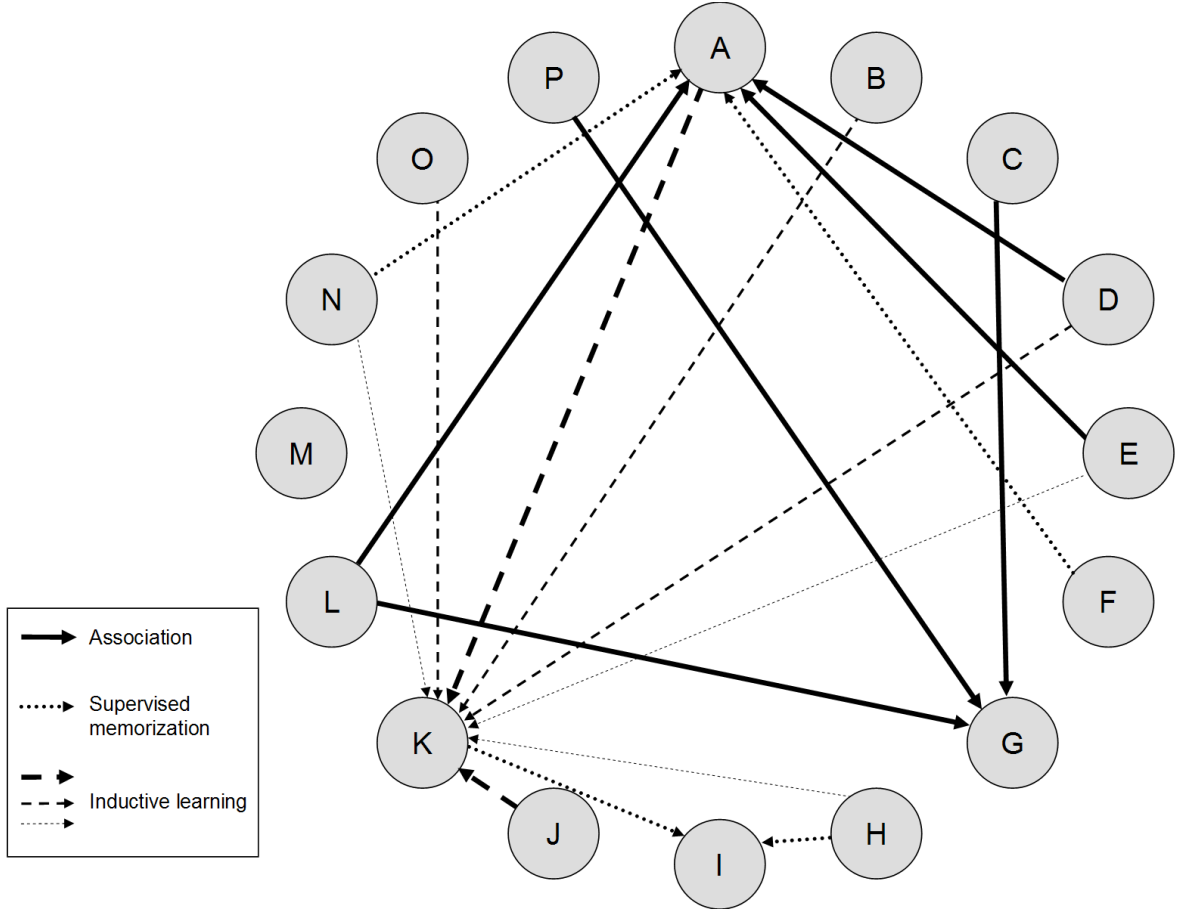 A
P
B
O
C
N
D
M
E
L
F
Association
Supervised
memorization
Inductive learning
K
G
J
H
I